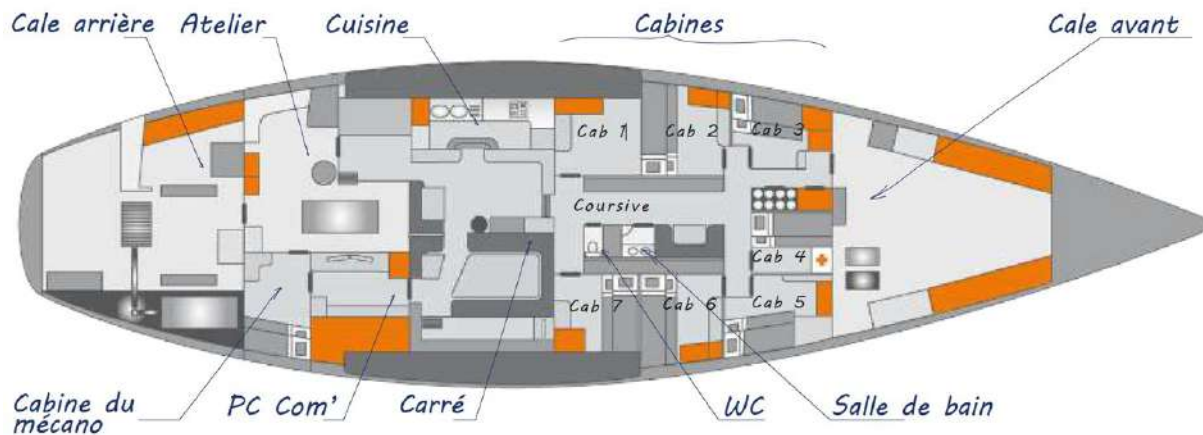 Cale arrière
Atelier
Cuisine
Cabines
Cale avant
Cab 1
Cab 2
Cab 3
Coursive
Cab 4
Cab 7
Cab 6
Cab 5
Cabine du
mécano
PC Com'
Carré
WC
Salle de bain